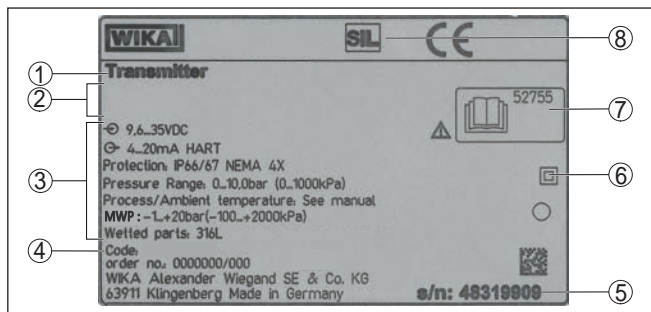 WIKA
SIL
CE
8
1
Transmitter
2
52755
7
9,6...35VDC
4...20mA HART
3
Protection: IP66/67 NEMA 4X
Pressure Range: 0...10,0bar (0...1000kPa)
6
Process/Ambient temperature: See manual
MWP: -1...+20bar(-100...+2000kPa)
Wetted parts: 316L
4
Code:
order no.: 0000000/000
WIKA Alexander Wiegand SE & Co. KG
63911 Klingenberg Made in Germany
s/n: 48319909
5